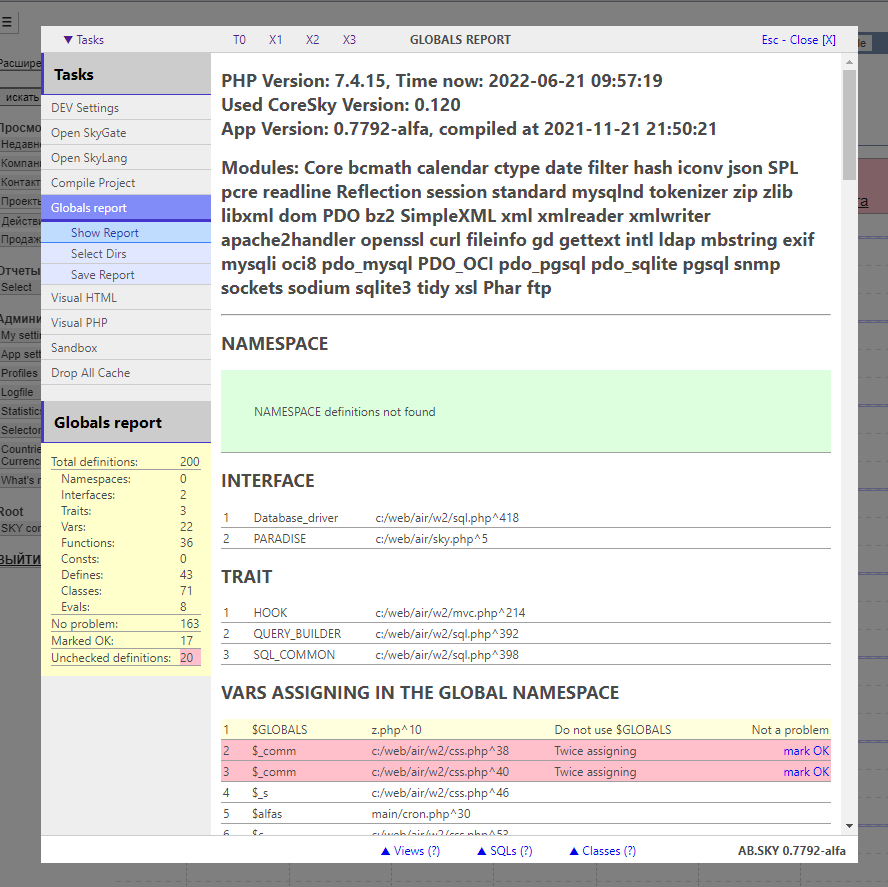 ▼ Tasks T0 X1 X2 X3 GLOBALS REPORT Esc - Close [X]
Tasks
DEV Settings
Open SkyGate
Open SkyLang
Compile Project
Globals report
Show Report
Select Dirs
Save Report
Visual HTML
Visual PHP
Sandbox
Drop All Cache
Globals report
Total definitions: 200
Namespaces: 0
Interfaces: 2
Traits: 3
Vars: 22
Functions: 36
Consts: 0
Defines: 43
Classes: 71
Evals: 8
No problem: 163
Marked OK: 17
Unchecked definitions: 20
PHP Version: 7.4.15, Time now: 2022-06-21 09:57:19
Used CoreSky Version: 0.120
App Version: 0.7792-alfa, compiled at 2021-11-21 21:50:21
Modules: Core bcmath calendar ctype date filter hash iconv json SPL
pcre readline Reflection session standard mysqlnd tokenizer zip zlib
libxml dom PDO bz2 SimpleXML xml xmlreader xmlwriter
apache2handler openssl curl fileinfo gd gettext intl ldap mbstring exif
mysqli oci8 pdo_mysql PDO_OCI pdo_pgsql pdo_sqlite pgsql snmp
sockets sodium sqlite3 tidy xsl Phar ftp
NAMESPACE
NAMESPACE definitions not found
INTERFACE
1 Database_driver c:/web/air/w2/sql.php^418
2 PARADISE c:/web/air/sky.php^5
TRAIT
1 HOOK c:/web/air/w2/mvc.php^214
2 QUERY_BUILDER c:/web/air/w2/sql.php^392
3 SQL_COMMON c:/web/air/w2/sql.php^398
VARS ASSIGNING IN THE GLOBAL NAMESPACE
1 $GLOBALS z.php^10 Do not use $GLOBALS Not a problem
2 $_comm c:/web/air/w2/css.php^38 Twice assigning mark OK
3 $_comm c:/web/air/w2/css.php^40 Twice assigning mark OK
4 $_s c:/web/air/w2/css.php^46
5 $alfas main/cron.php^30
▲ Views (?) ▲ SQLs (?) ▲ Classes (?) AB.SKY 0.7792-alfa
искать
Select
Profiles
Logfile
Root
ВЫЙТИ